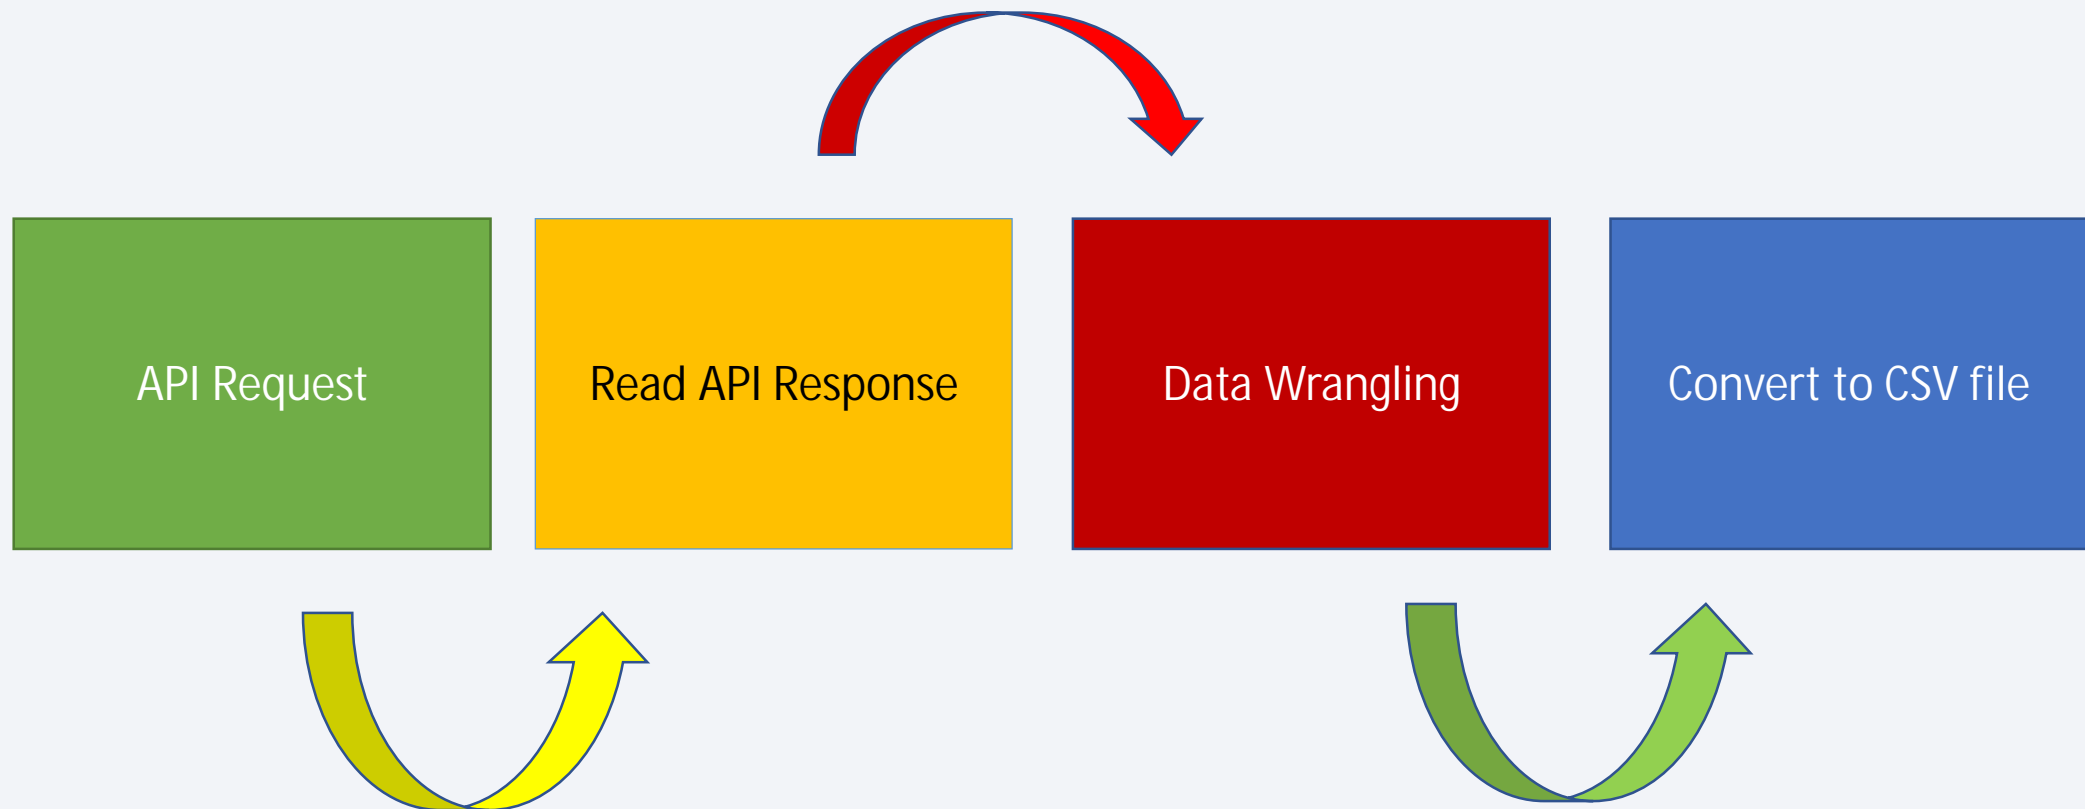 API Request
Read API Response
Data Wrangling
Convert to CSV file